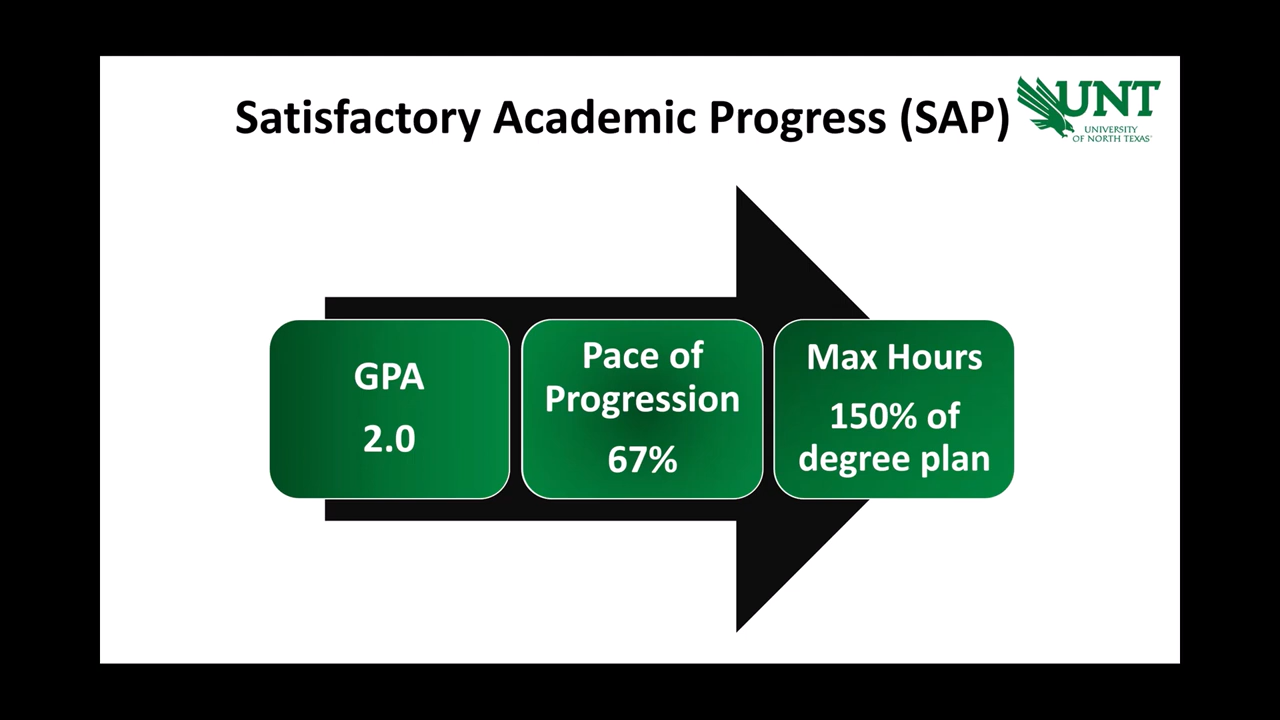 Satisfactory Academic Progress (SAP)
UNT
UNIVERSITY
OF NORTH TEXAS
GPA
2.0
Pace of
Progression
67%
Max Hours
150% of
degree plan